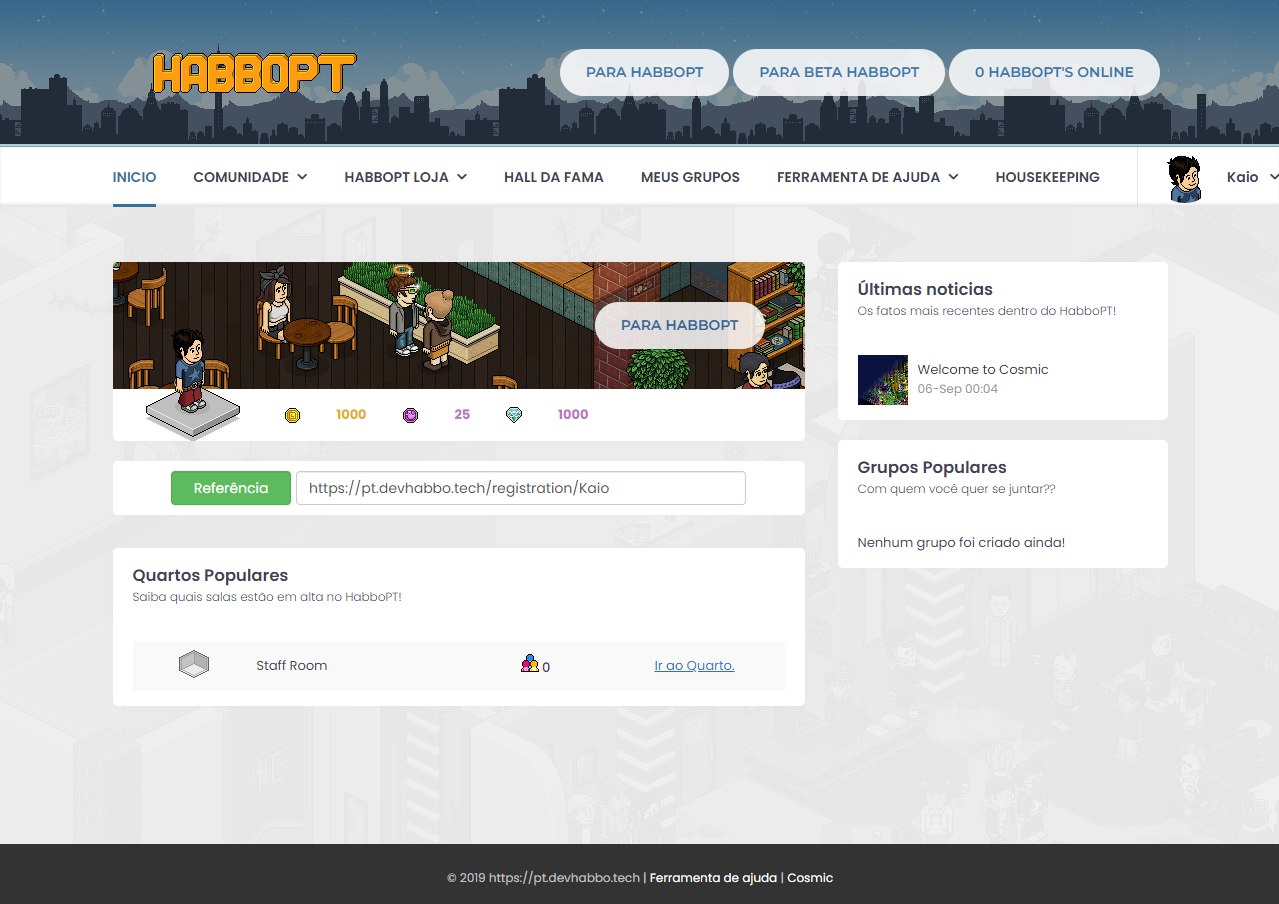 HABBOPT
PARA HABBOPT
PARA BETA HABBOPT
0 HABBOPT'S ONLINE
INICIO
COMUNIDADE
HABBOPT LOJA
HALL DA FAMA
MEUS GRUPOS
FERRAMENTA DE AJUDA
HOUSEKEEPING
Kaio
PARA HABBOPT
1000
25
1000
Referência
https://pt.devhabbo.tech/registration/Kaio
Quartos Populares
Saiba quais salas estão em alta no HabboPT!
Staff Room
0
Ir ao Quarto.
Últimas noticias
Os fatos mais recentes dentro do HabboPT!
Welcome to Cosmic
06-Sep 00:04
Grupos Populares
Com quem você quer se juntar??
Nenhum grupo foi criado ainda!
© 2019 https://pt.devhabbo.tech | Ferramenta de ajuda | Cosmic